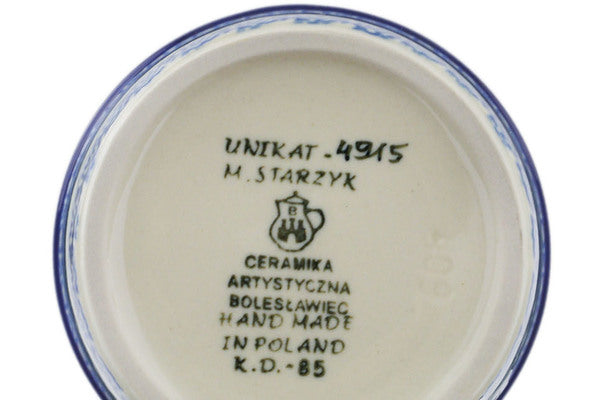 UNIKAT - 4915
M. STARZYK
B
CERAMIKA
ARTYSTYCZNA
BOLESŁAWIEC
HAND MADE
IN POLAND
K.D.-85